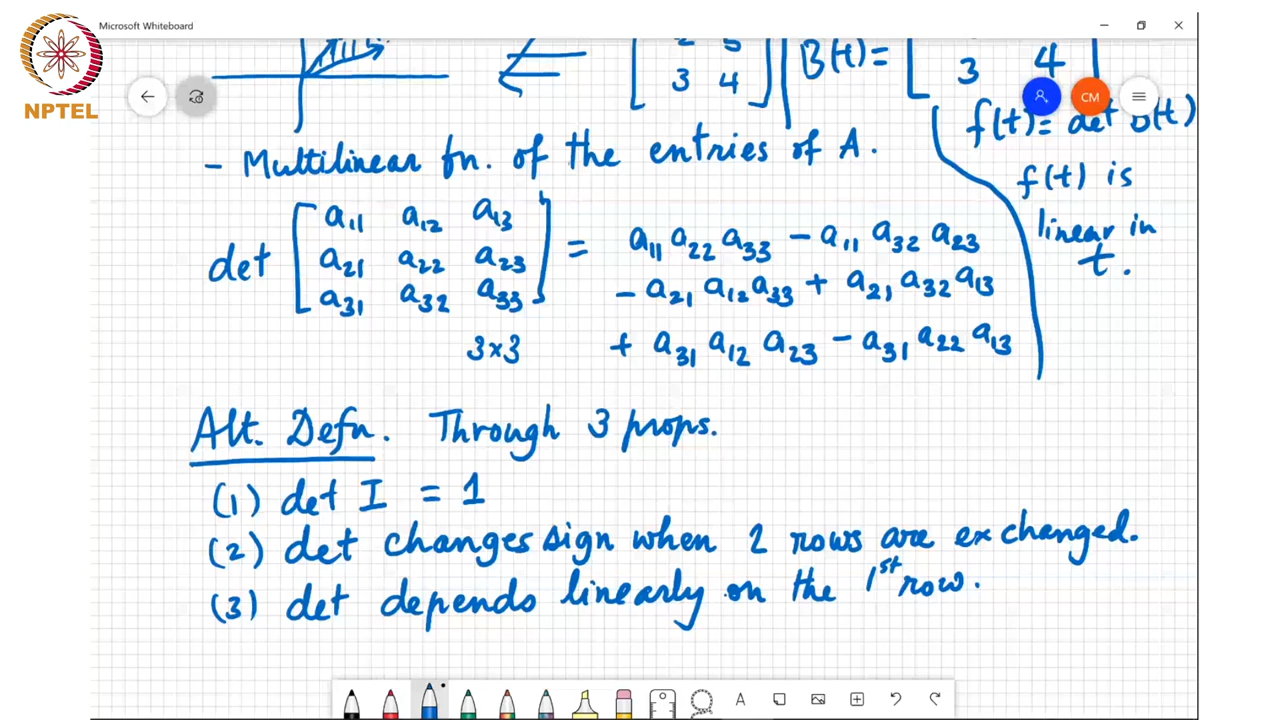 Microsoft Whiteboard
NPTEL
3 4
B(t) =
3 4
CM
f(t) = det B(t)
f(t) is
linear in
t.
- Multilinear fn. of the entries of A.
det [ a11 a12 a13
a21 a22 a23
a31 a32 a33 ]
3×3
= a11 a22 a33 - a11 a32 a23
- a21 a12 a33 + a21 a32 a13
+ a31 a12 a23 - a31 a22 a13
Alt. Defn. Through 3 props.
(1) det I = 1
(2) det changes sign when 2 rows are exchanged.
(3) det depends linearly on the 1st row.